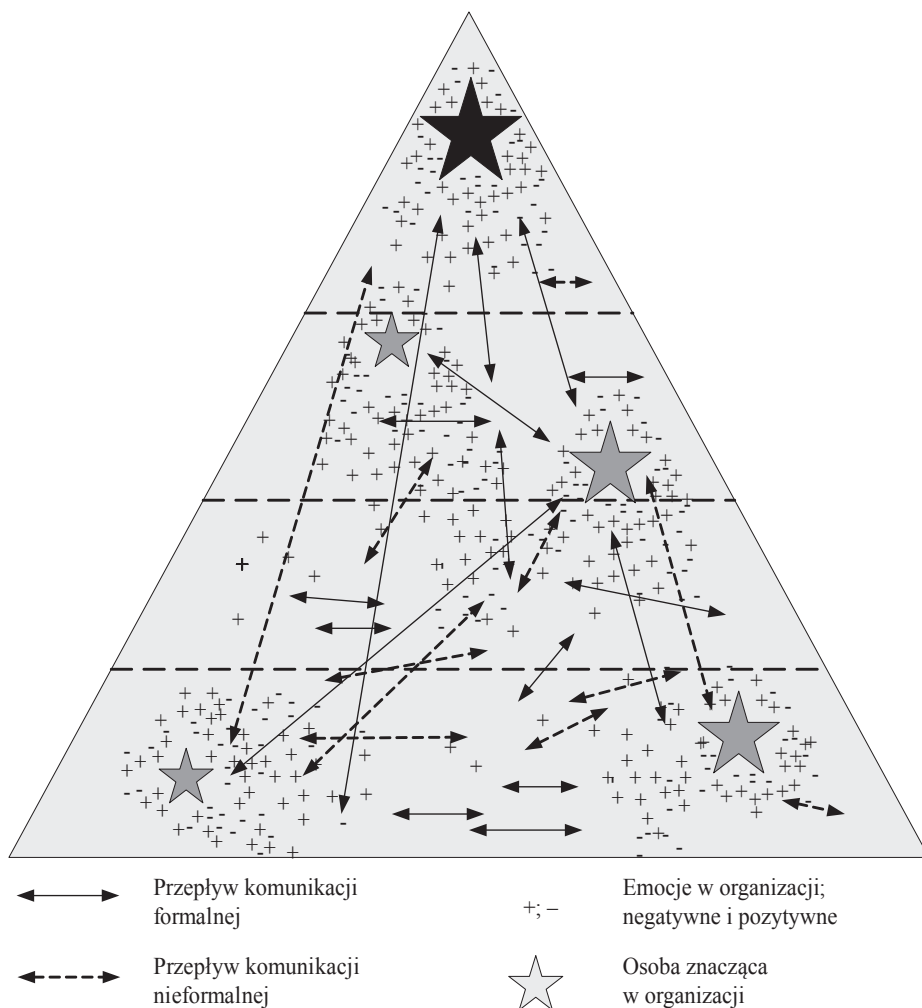 Przepływ komunikacji
formalnej
+; –
Emocje w organizacji;
negatywne i pozytywne
Przepływ komunikacji
nieformalnej
Osoba znacząca
w organizacji